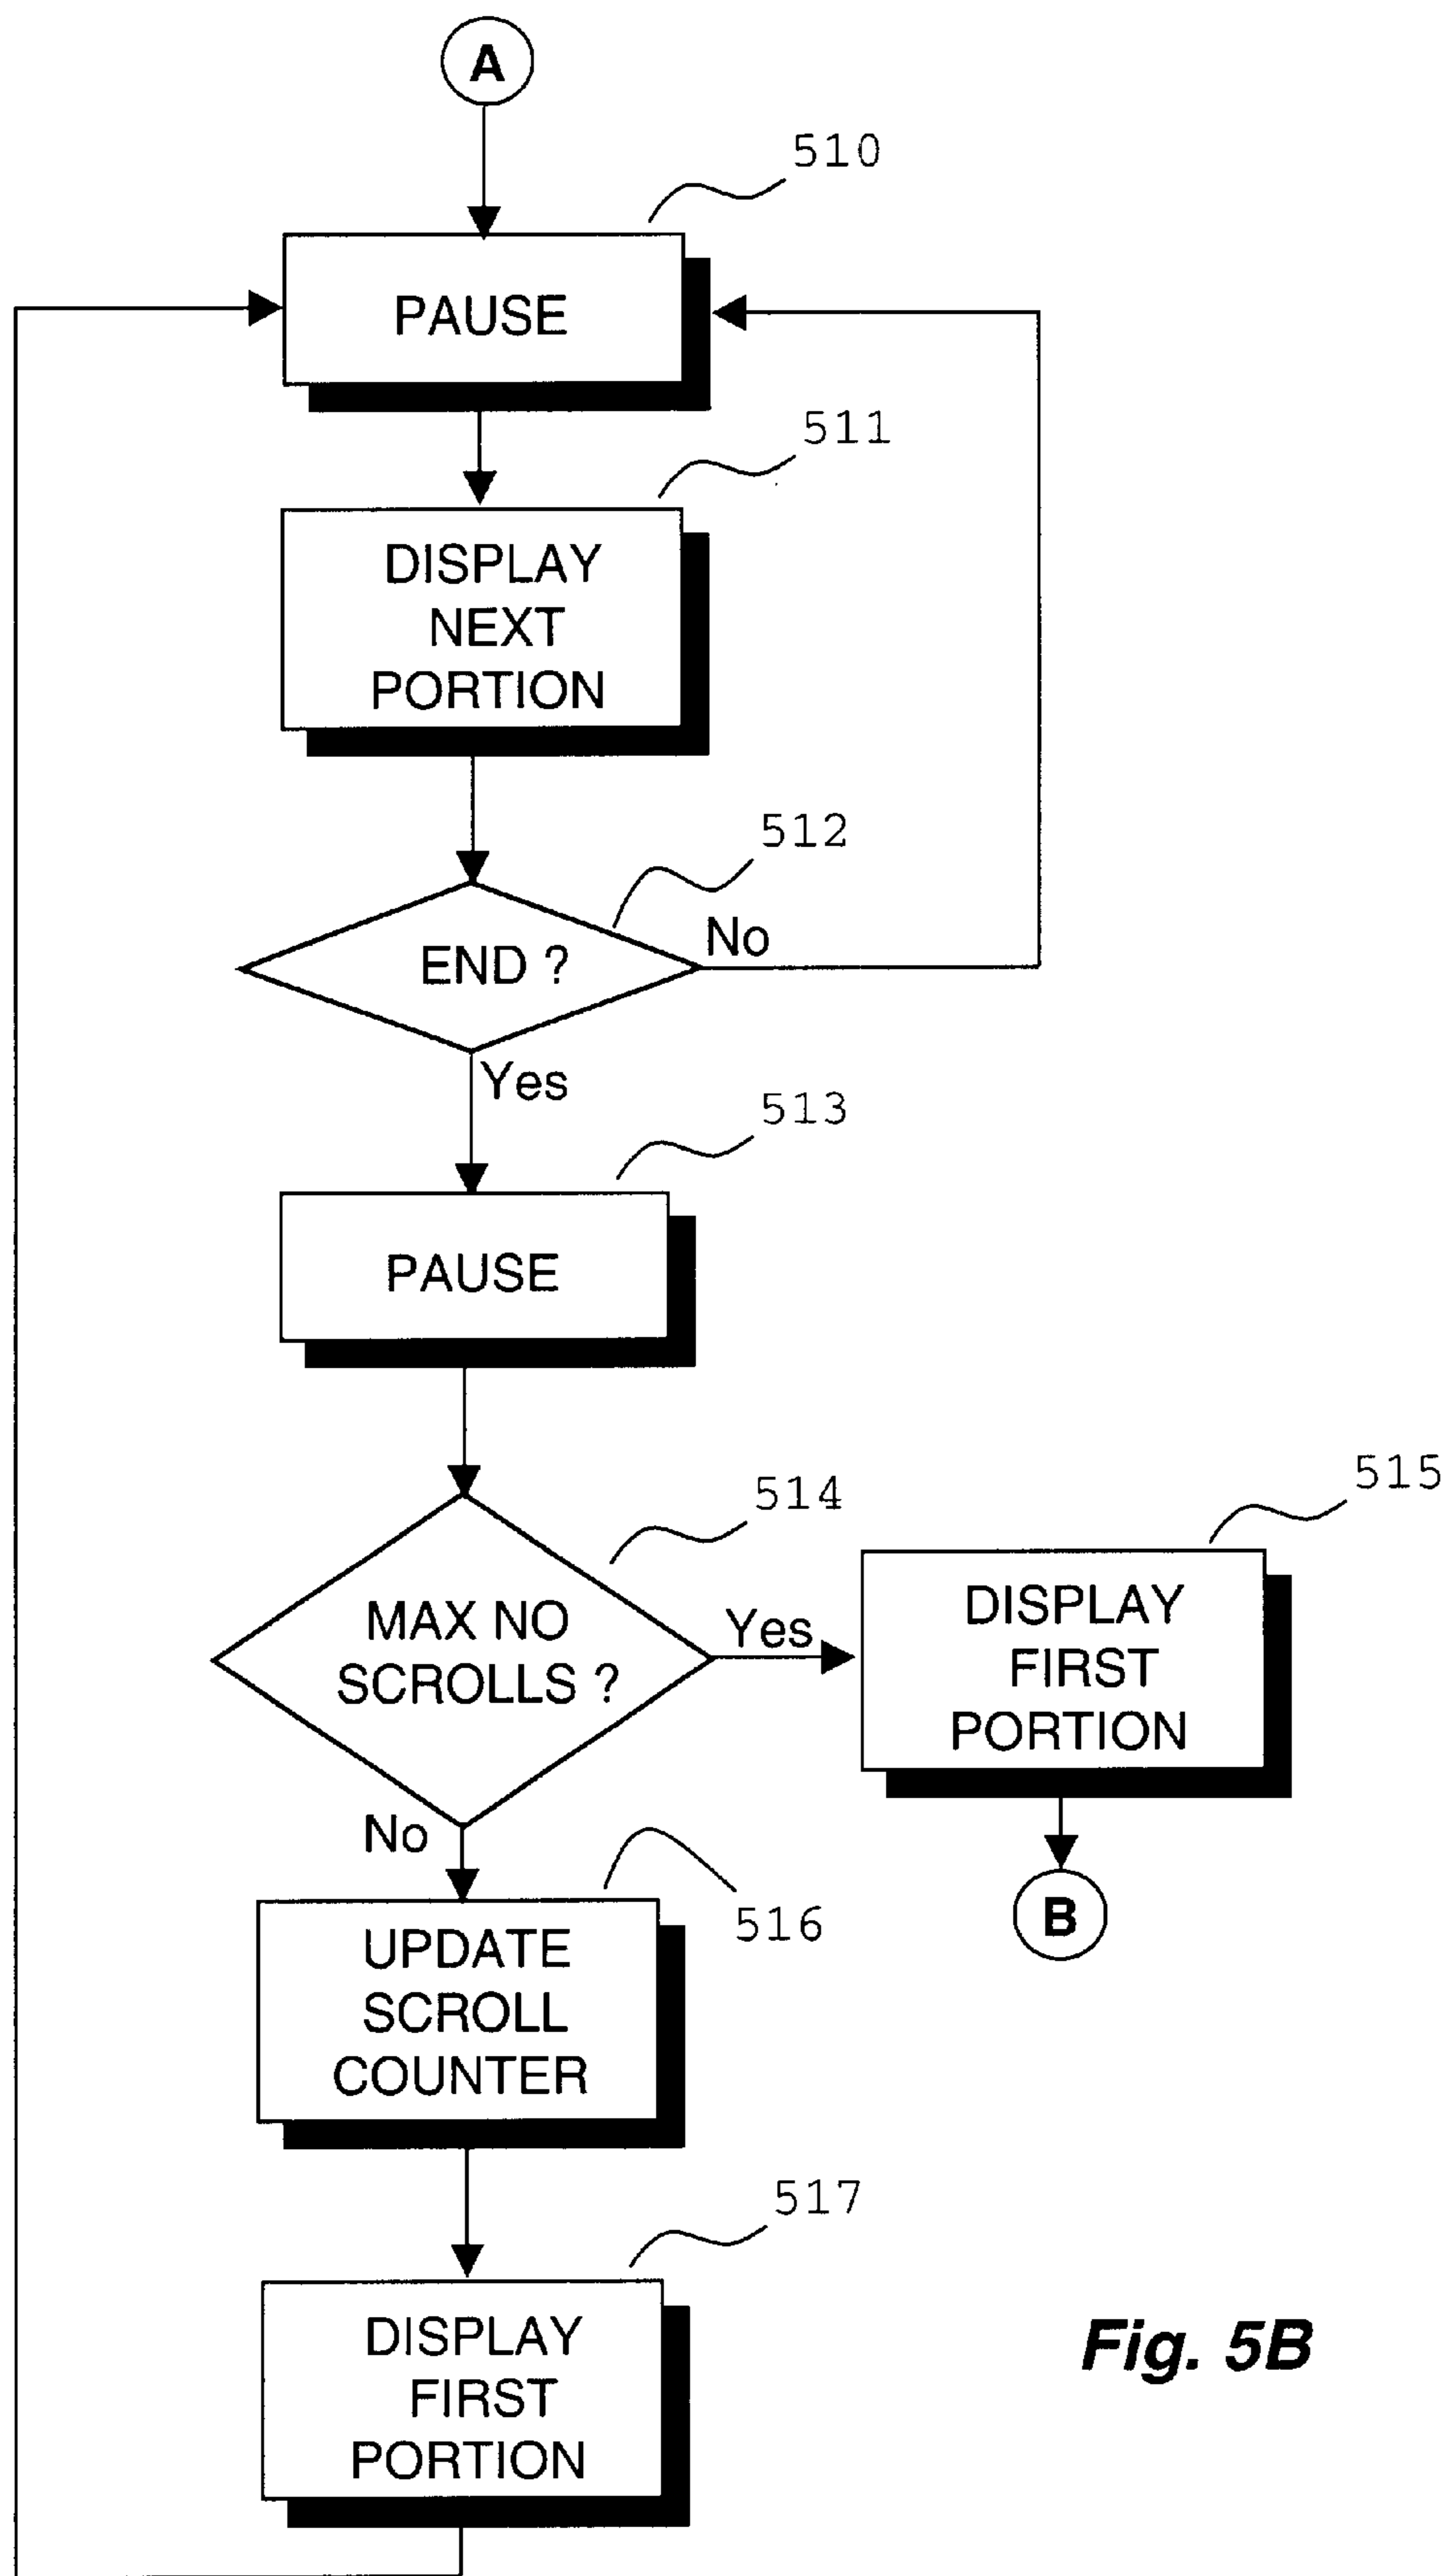 A
510
PAUSE
511
DISPLAY
NEXT
PORTION
512
END ?
No
Yes
513
PAUSE
514
515
MAX NO
SCROLLS ?
Yes
DISPLAY
FIRST
PORTION
No
516
B
UPDATE
SCROLL
COUNTER
517
DISPLAY
FIRST
PORTION
Fig. 5B